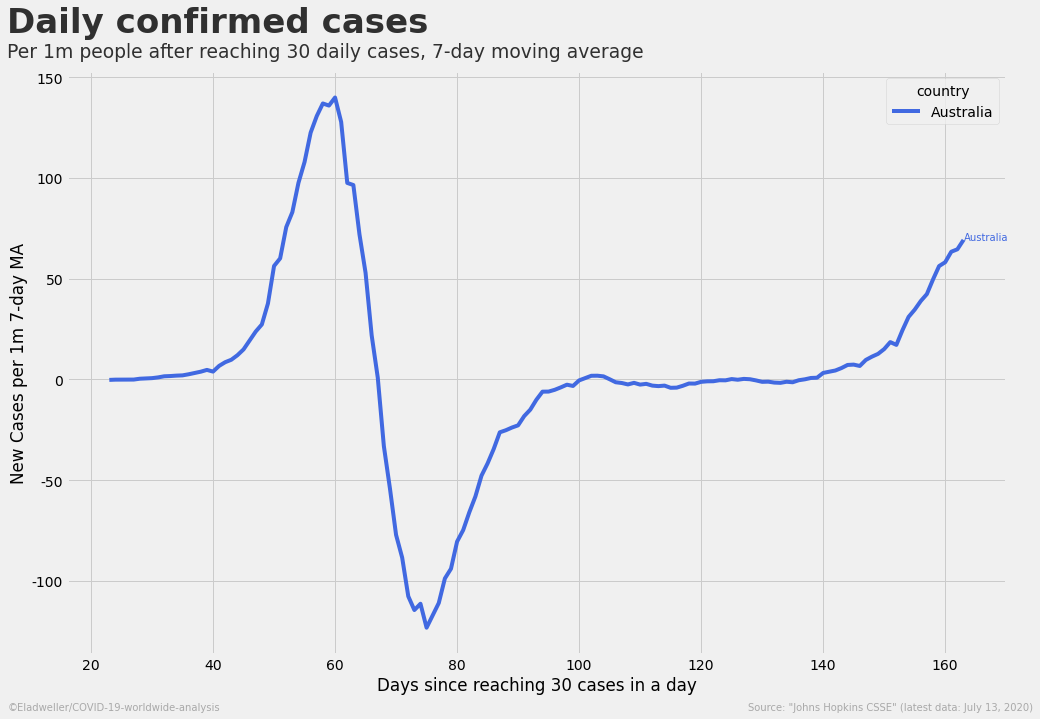 Daily confirmed cases
Per 1m people after reaching 30 daily cases, 7-day moving average
country
Australia
New Cases per 1m 7-day MA
150
100
50
0
-50
-100
Australia
20 40 60 80 100 120 140 160
Days since reaching 30 cases in a day
©Eladweller/COVID-19-worldwide-analysis
Source: "Johns Hopkins CSSE" (latest data: July 13, 2020)